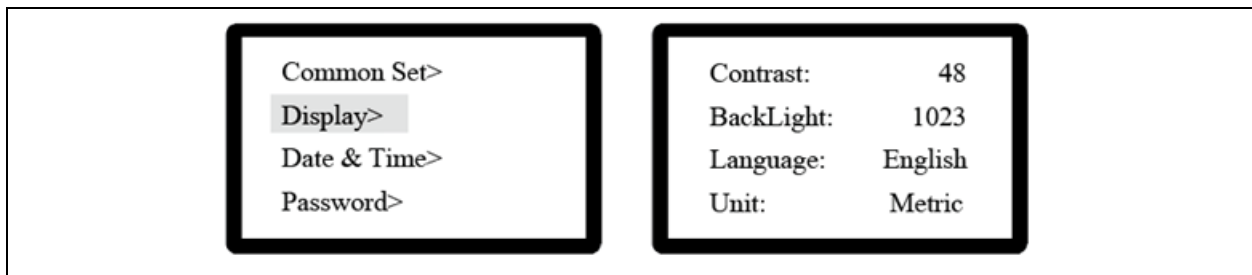 Common Set>
Display>
Date & Time>
Password>
Contrast: 48
BackLight: 1023
Language: English
Unit: Metric